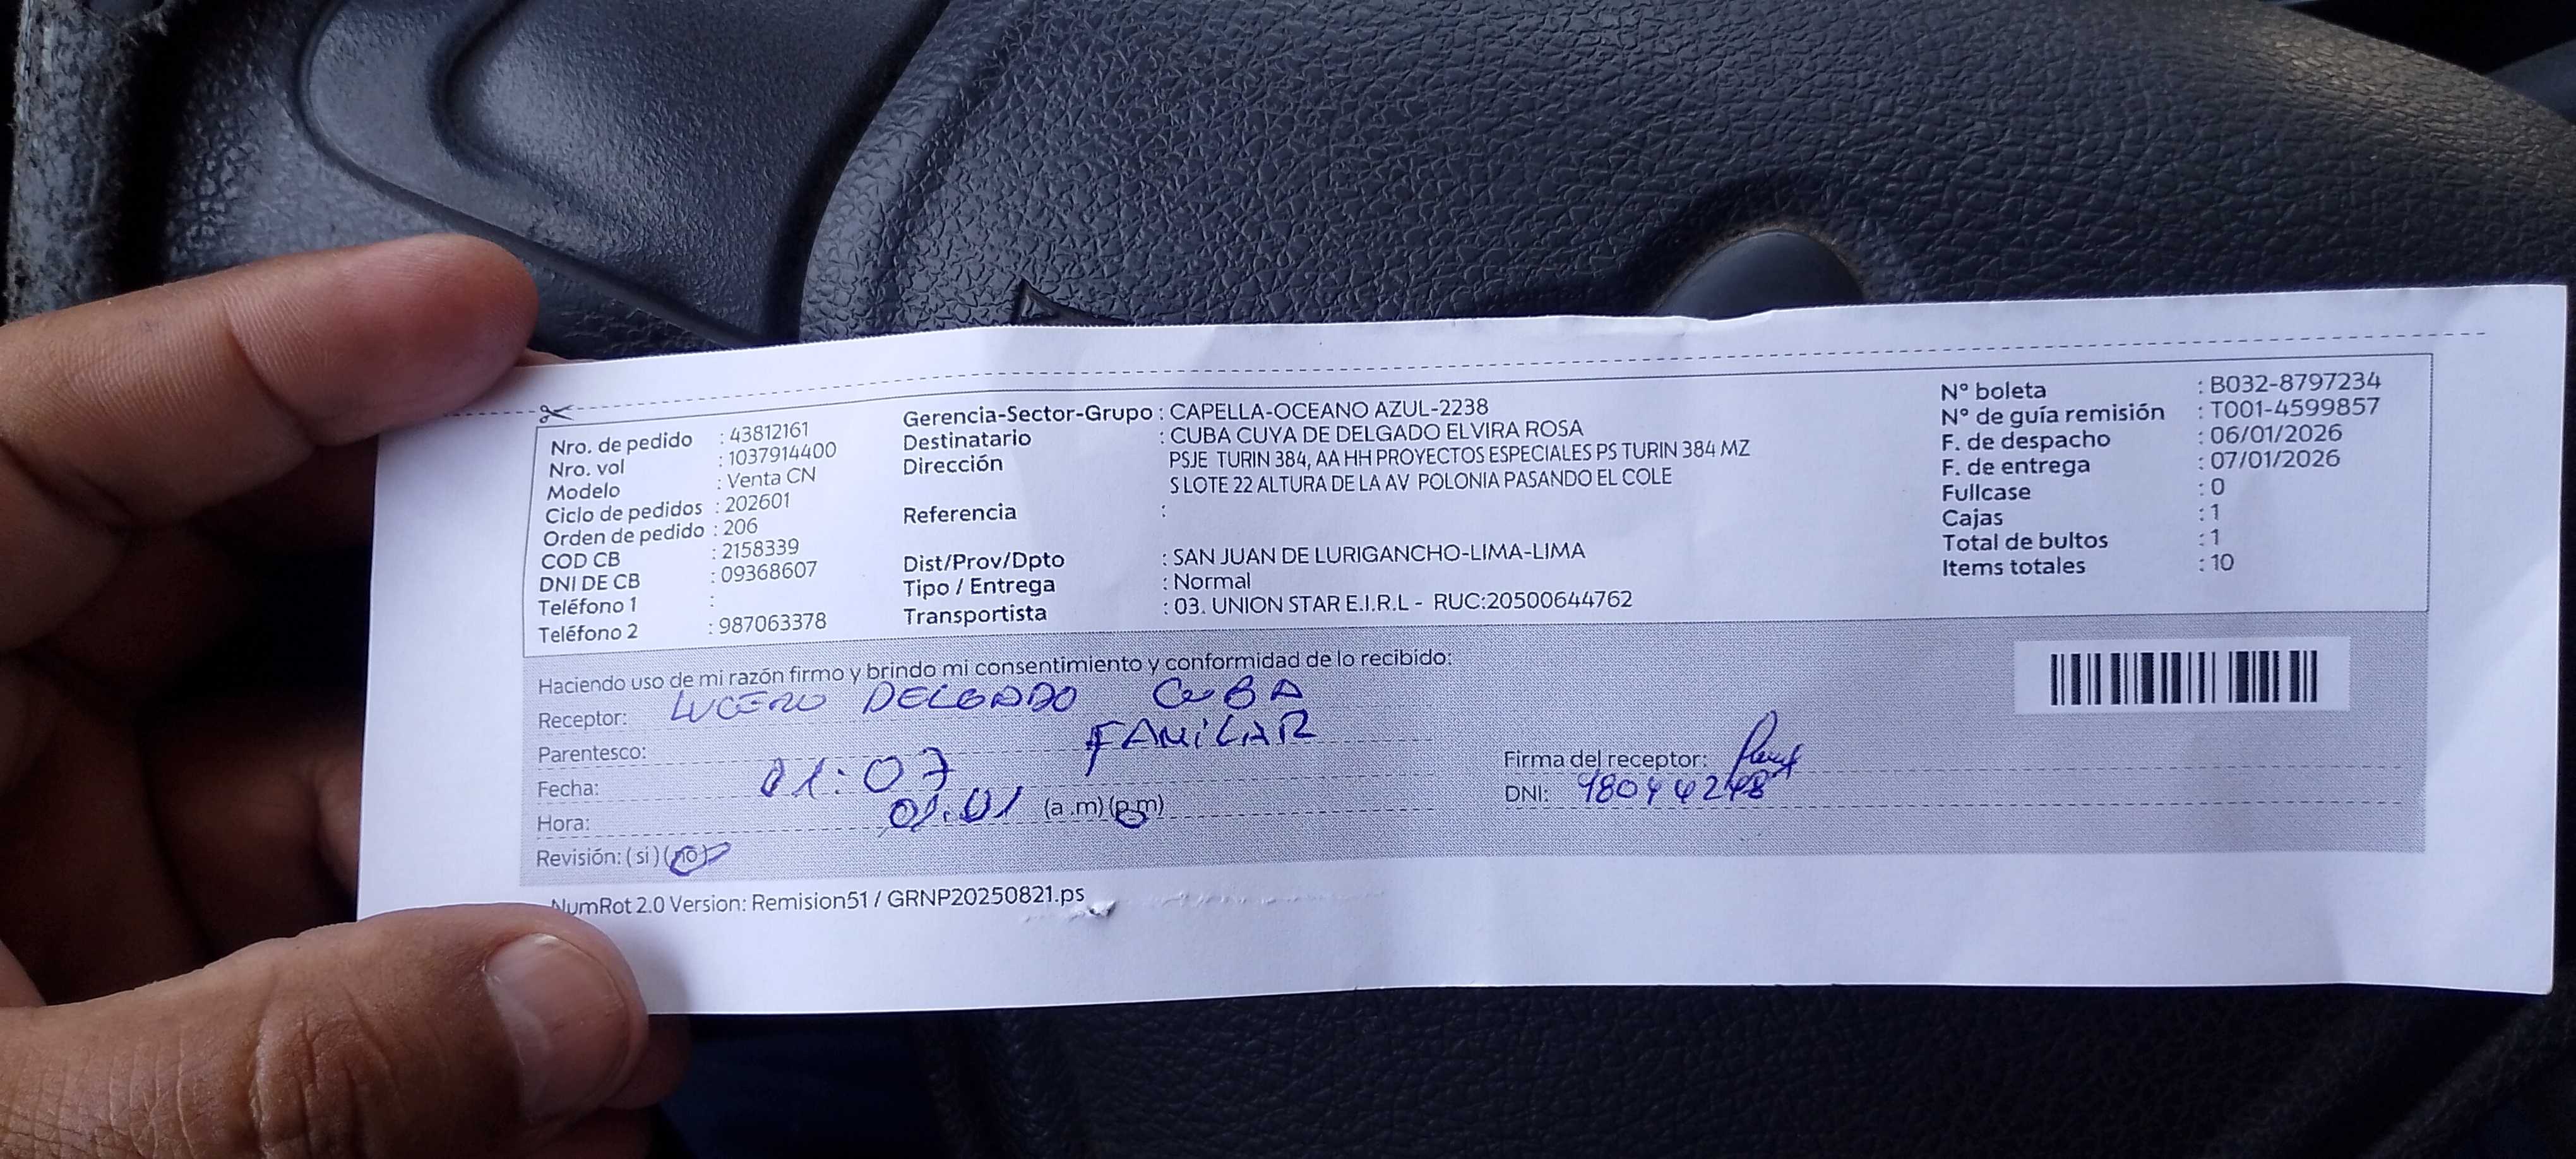 Nro. de pedido : 43812161
Nro. vol : 1037914400
Modelo : Venta CN
Ciclo de pedidos : 202601
Orden de pedido : 206
COD CB : 2158339
DNI DE CB : 09368607
Teléfono 1 :
Teléfono 2 : 987063378
Gerencia-Sector-Grupo : CAPELLA-OCEANO AZUL-2238
Destinatario : CUBA CUYA DE DELGADO ELVIRA ROSA
Dirección PSJE TURIN 384, AA HH PROYECTOS ESPECIALES PS TURIN 384 MZ
S LOTE 22 ALTURA DE LA AV POLONIA PASANDO EL COLE
Referencia :
Dist/Prov/Dpto : SAN JUAN DE LURIGANCHO-LIMA-LIMA
Tipo / Entrega : Normal
Transportista : 03. UNION STAR E.I.R.L - RUC:20500644762
N° boleta : B032-8797234
N° de guía remisión : T001-4599857
F. de despacho : 06/01/2026
F. de entrega : 07/01/2026
Fullcase : 0
Cajas : 1
Total de bultos : 1
Items totales : 10
Haciendo uso de mi razón firmo y brindo mi consentimiento y conformidad de lo recibido:
Receptor: LUCERO DELGADO CUBA
Parentesco: FAMILIAR
Fecha: 01:07
Hora: 01:01 (a.m) (p.m)
Revisión: (si) (no)
Firma del receptor:
DNI:
NumRot 2.0 Version: Remision51 / GRNP20250821.ps